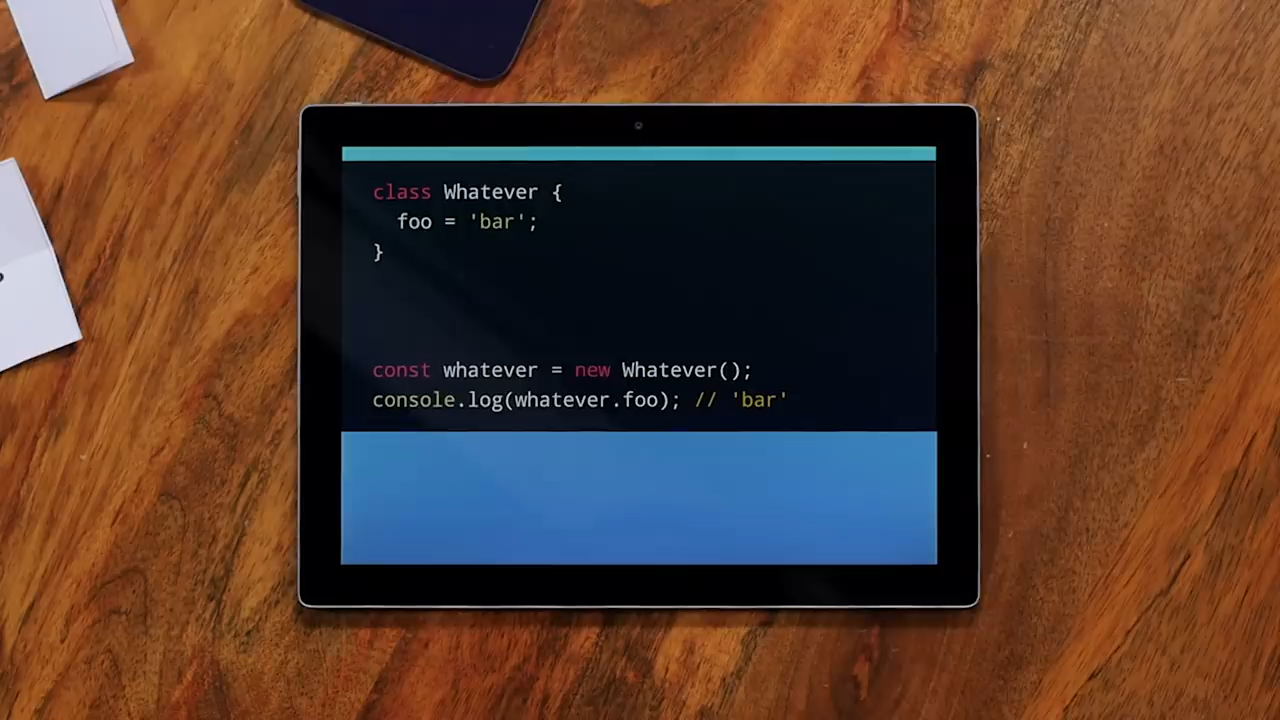 class Whatever {
  foo = 'bar';
}
const whatever = new Whatever();
console.log(whatever.foo); // 'bar'